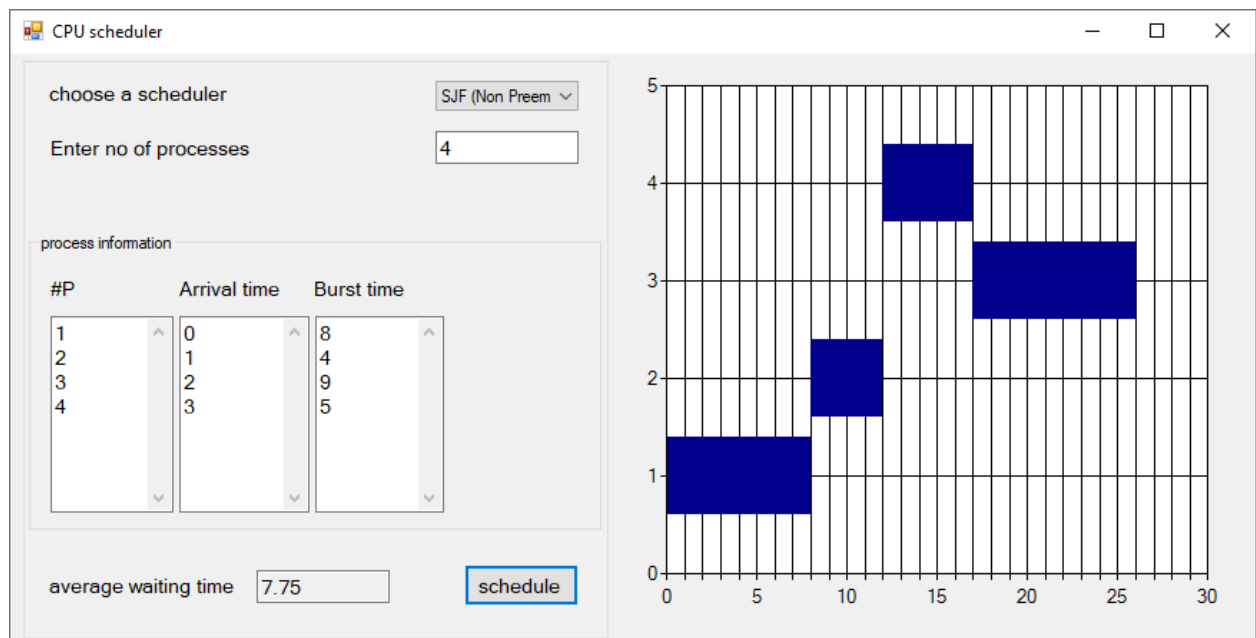 CPU scheduler
choose a scheduler
SJF (Non Preem
Enter no of processes
4
process information
#P Arrival time Burst time
1 0 8
2 1 4
3 2 9
4 3 5
average waiting time 7.75 schedule
5
4
3
2
1
0
0 5 10 15 20 25 30